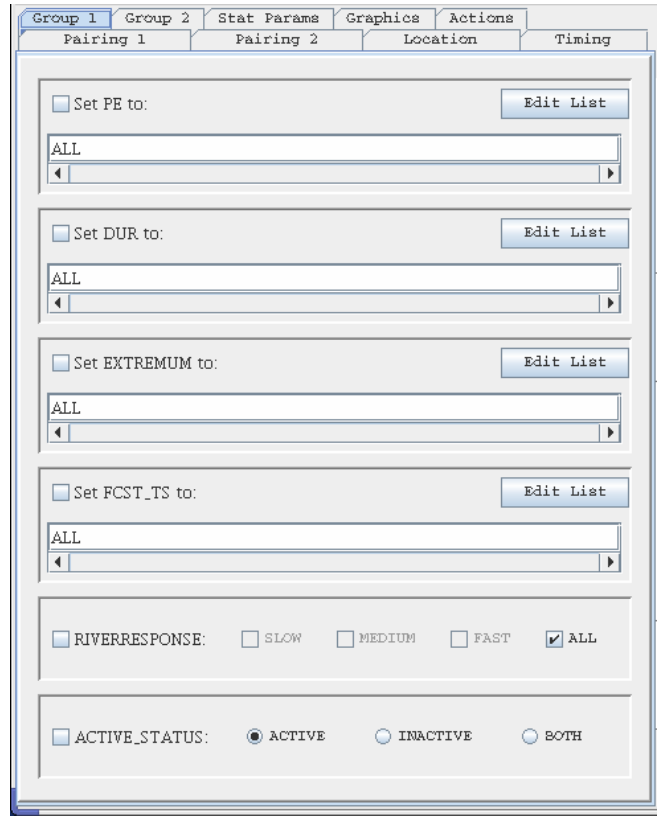 Group 1 Group 2 Stat Params Graphics Actions
Pairing 1 Pairing 2 Location Timing
Set PE to: Edit List
ALL
Set DUR to: Edit List
ALL
Set EXTREMUM to: Edit List
ALL
Set FCST_TS to: Edit List
ALL
RIVERRESPONSE: SLOW MEDIUM FAST ALL
ACTIVE_STATUS: ACTIVE INACTIVE BOTH